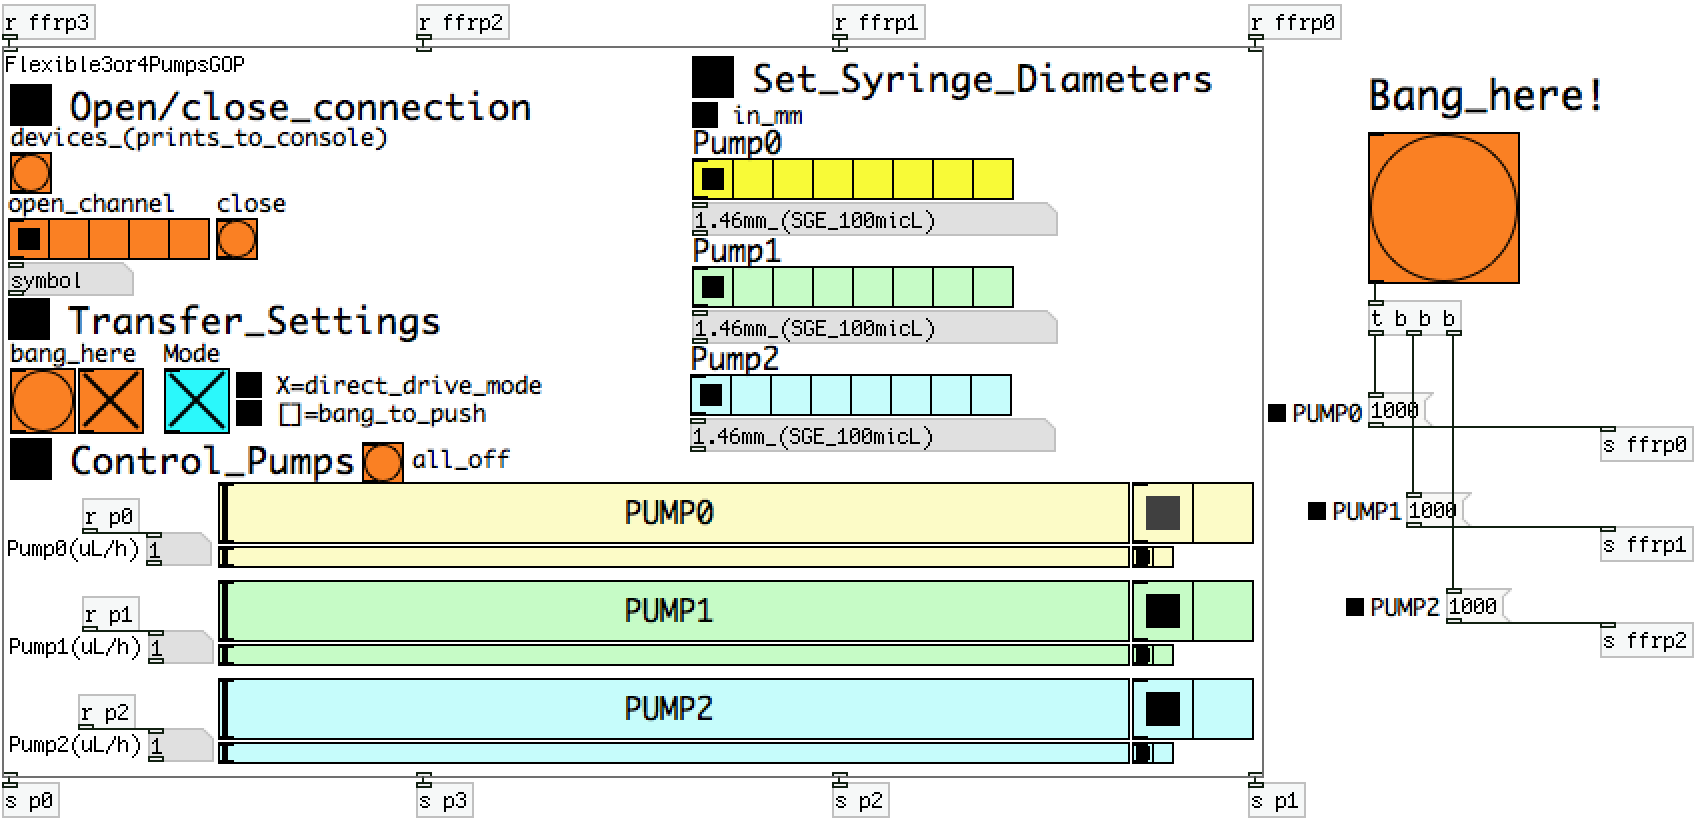 r ffrp3
r ffrp2
r ffrp1
r ffrp0
Flexible3or4PumpsGOP
Open/close_connection
devices_(prints_to_console)
open_channel
close
symbol
Transfer_Settings
bang_here
Mode
X=direct_drive_mode
[]=bang_to_push
Control_Pumps
all_off
Set_Syringe_Diameters
in_mm
Pump0
1.46mm_(SGE_100micL)
Pump1
1.46mm_(SGE_100micL)
Pump2
1.46mm_(SGE_100micL)
r p0
Pump0(uL/h)
1
PUMP0
r p1
Pump1(uL/h)
1
PUMP1
r p2
Pump2(uL/h)
1
PUMP2
s p0
s p3
s p2
s p1
Bang_here!
t b b b
PUMP0
1000
s ffrp0
PUMP1
1000
s ffrp1
PUMP2
1000
s ffrp2